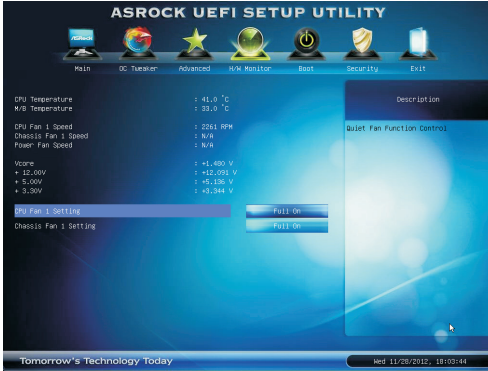 ASROCK UEFI SETUP UTILITY
ASRock
Main OC Tweaker Advanced H/W Monitor Boot Security Exit
CPU Temperature : 41.0 °C
M/B Temperature : 33.0 °C
CPU Fan 1 Speed : 2261 RPM
Chassis Fan 1 Speed : N/A
Power Fan Speed : N/A
Vcore : +1.480 V
+ 12.00V : +12.091 V
+ 5.00V : +5.136 V
+ 3.30V : +3.344 V
CPU Fan 1 Setting Full On
Chassis Fan 1 Setting Full On
Description
Quiet Fan Function Control
Tomorrow's Technology Today
Wed 11/28/2012, 18:03:44